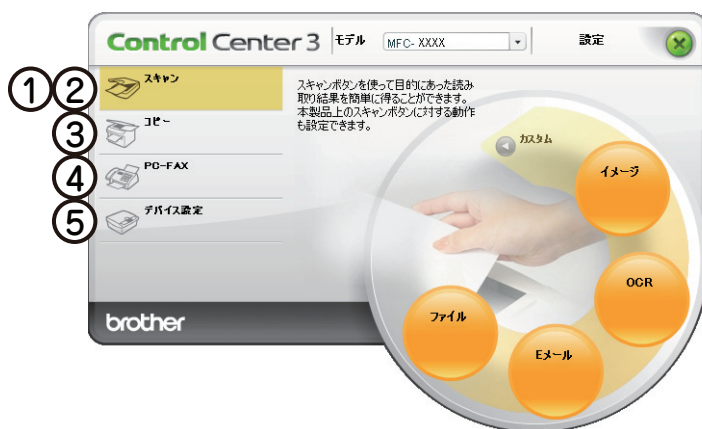 Control Center 3
モデル
MFC- XXXX
設定
① ②
スキャン
③
コピー
④
PC-FAX
⑤
デバイス設定
スキャンボタンを使って目的にあった読み
取り結果を簡単に得ることができます。
本製品上のスキャンボタンに対する動作
も設定できます。
カスタム
イメージ
OCR
Eメール
ファイル
brother